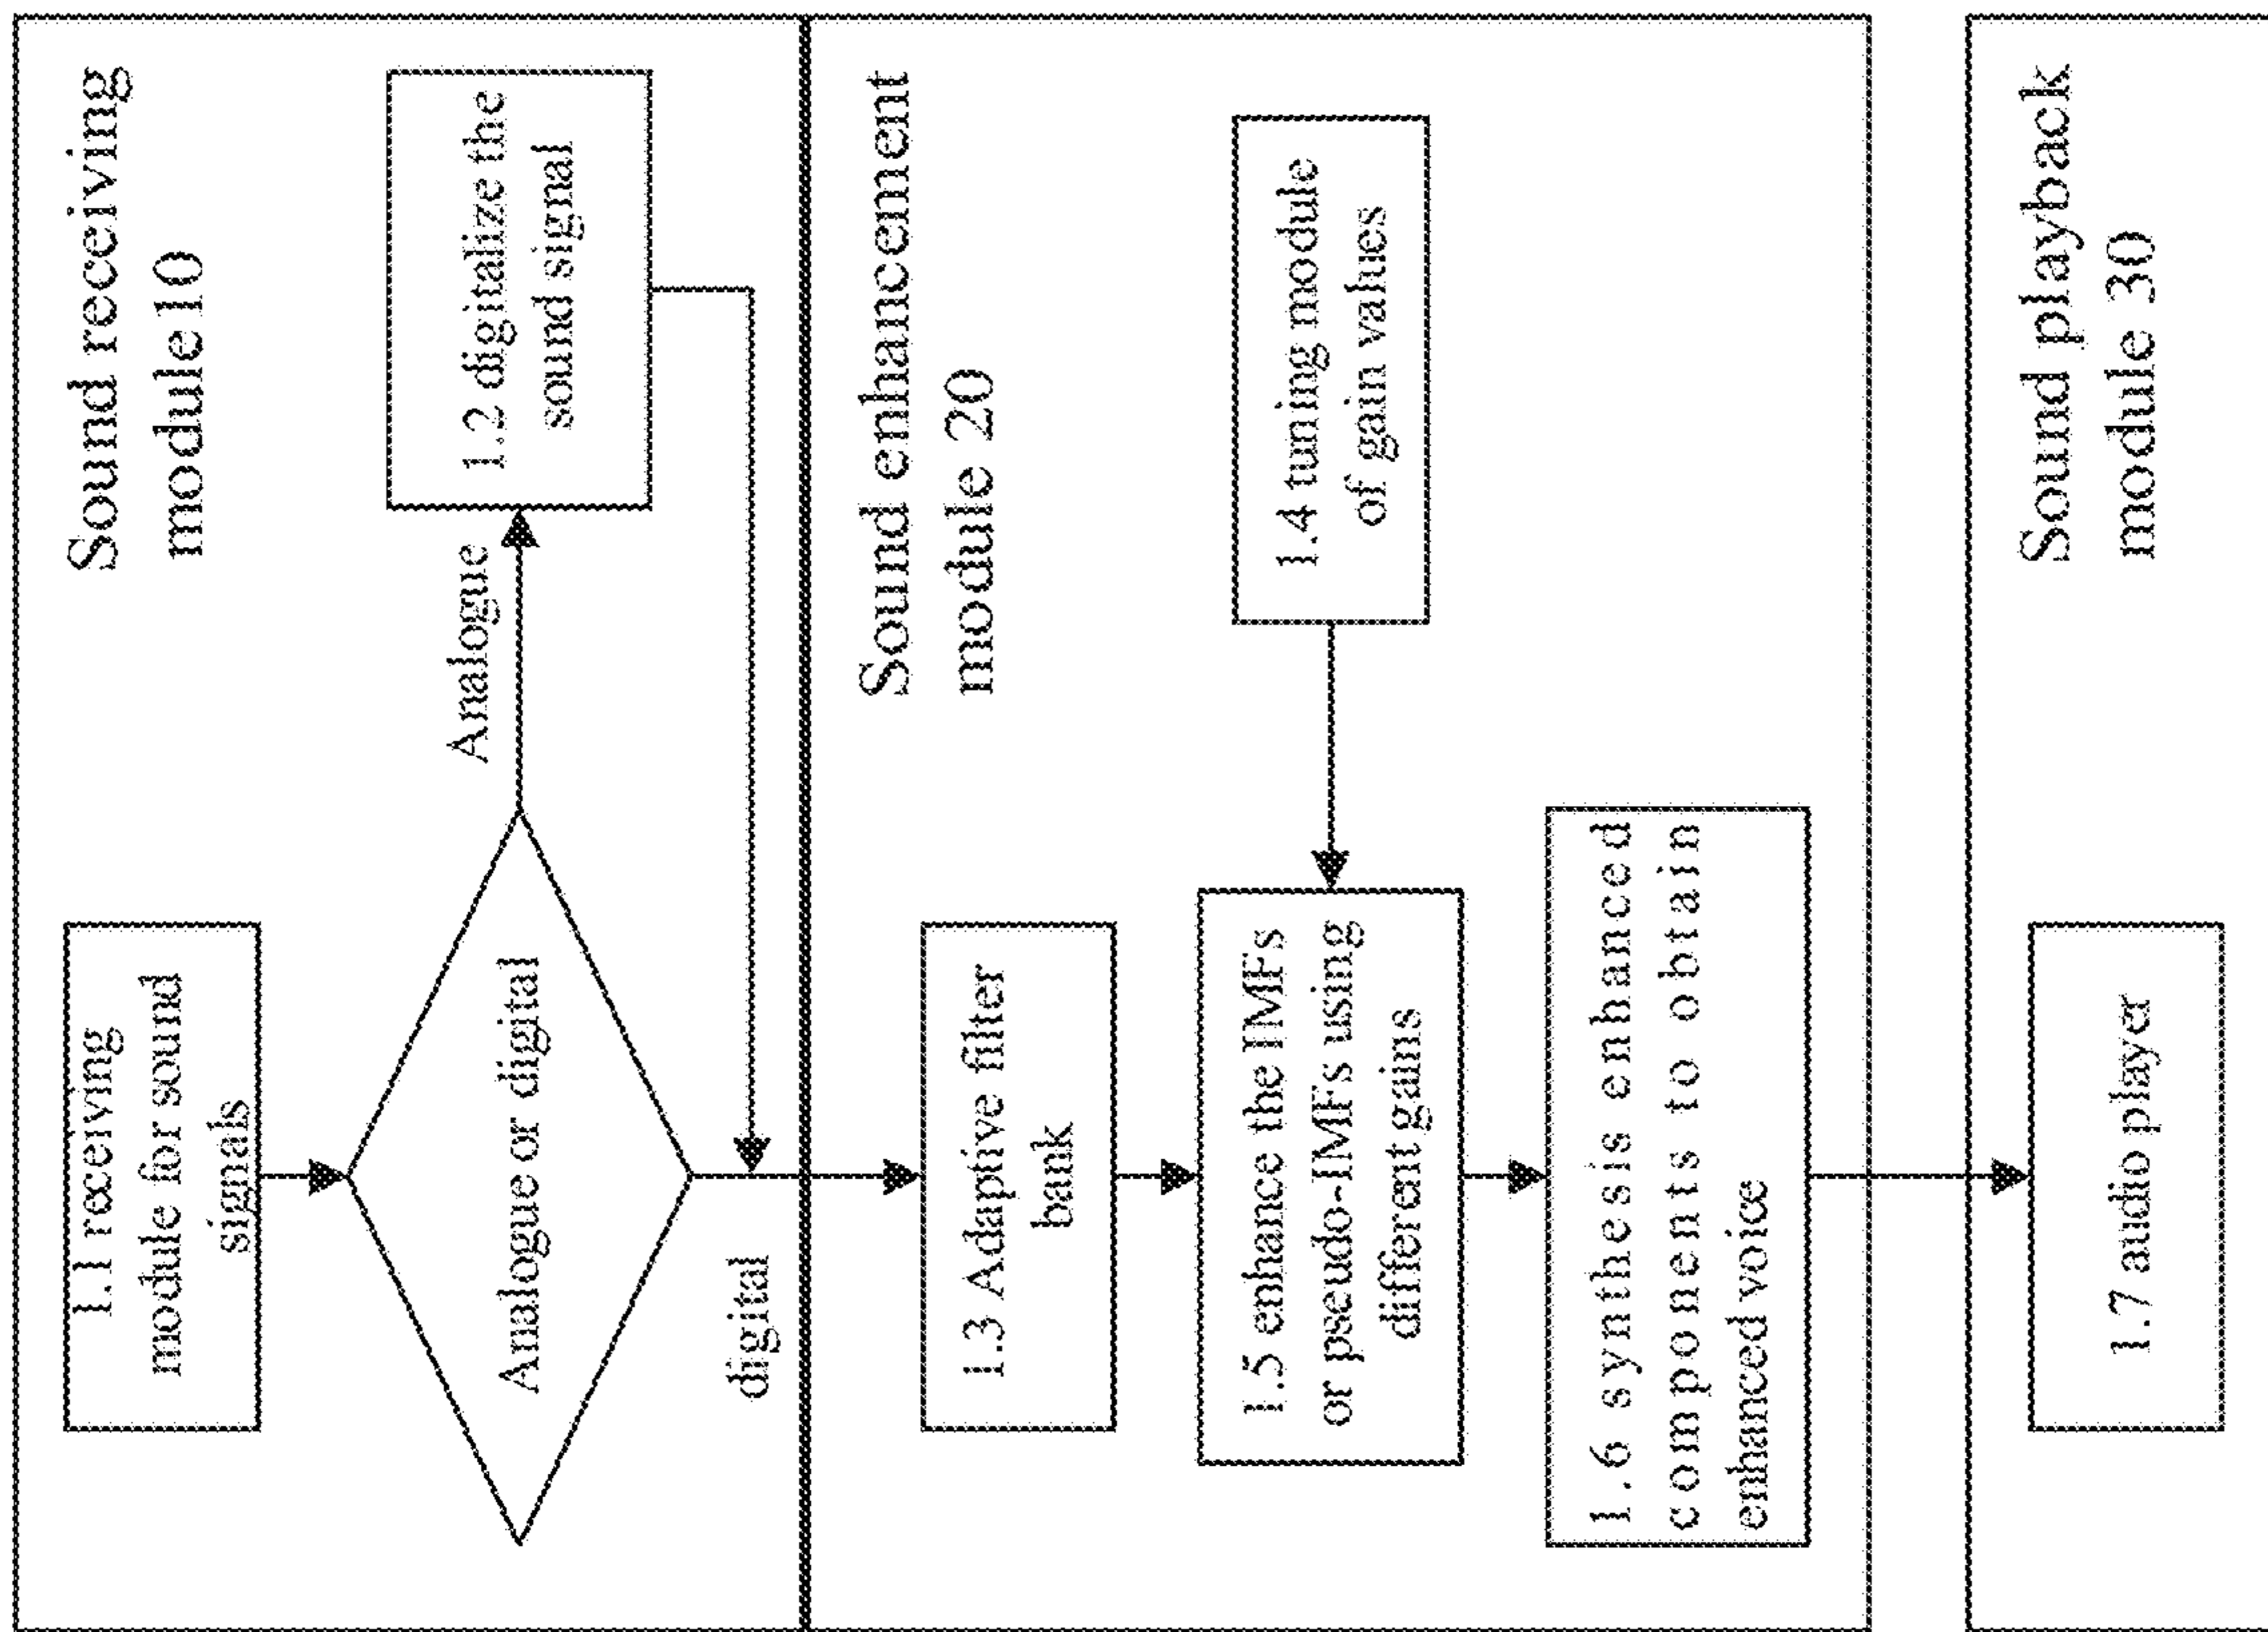 Sound receiving
module10
1.1 receiving
module for sound
signals
Analogue or digital
Analogue
1.2 digitalize the
sound signal
digital
Sound enhancement
module 20
1.3 Adaptive filter
bank
1.4 tuning module
of gain values
1.5 enhance the IMFs
or pseudo-IMFs using
different gains
1.6 synthesis enhanced
components to obtain
enhanced voice
Sound playback
module 30
1.7 audio player